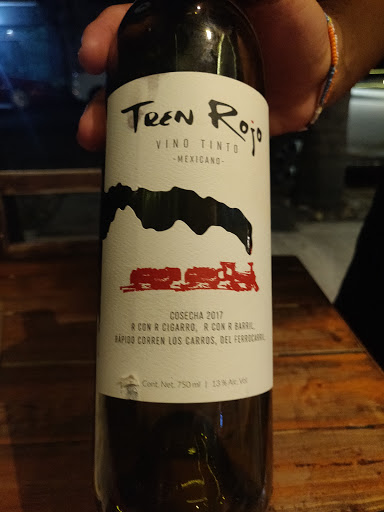 Tren Rojo
VINO TINTO
-MEXICANO-
COSECHA 2017
R CON R CIGARRO, R CON R BARRIL,
RÁPIDO CORREN LOS CARROS, DEL FERROCARRIL
Cont. Net. 750 ml | 13 % Alc. Vol